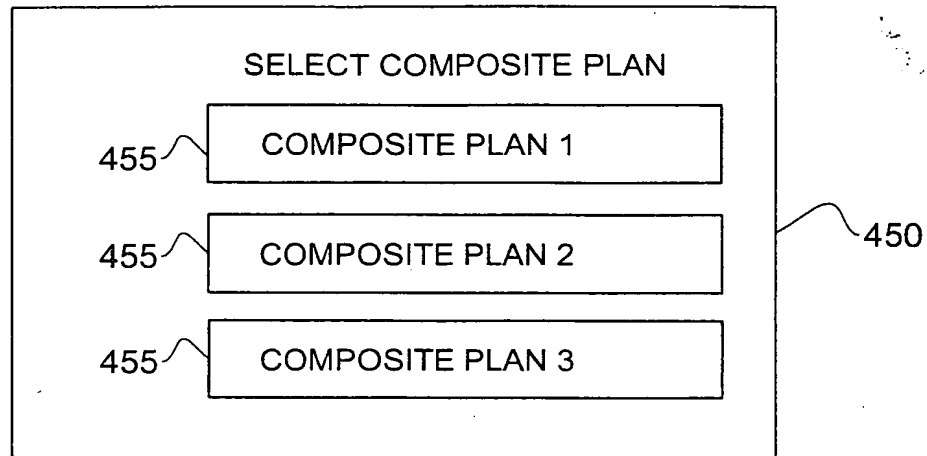 SELECT COMPOSITE PLAN
455 COMPOSITE PLAN 1
455 COMPOSITE PLAN 2
450
455 COMPOSITE PLAN 3